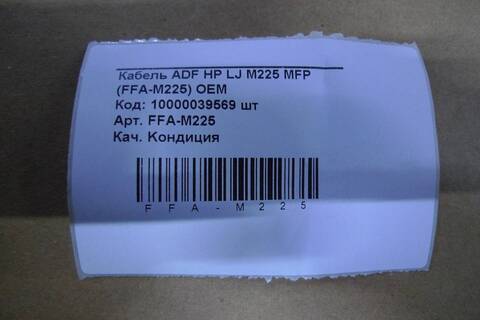 Кабель ADF HP LJ M225 MFP
(FFA-M225) OEM
Код: 10000039569 шт
Арт. FFA-M225
Кач. Кондиция
FFA-M225